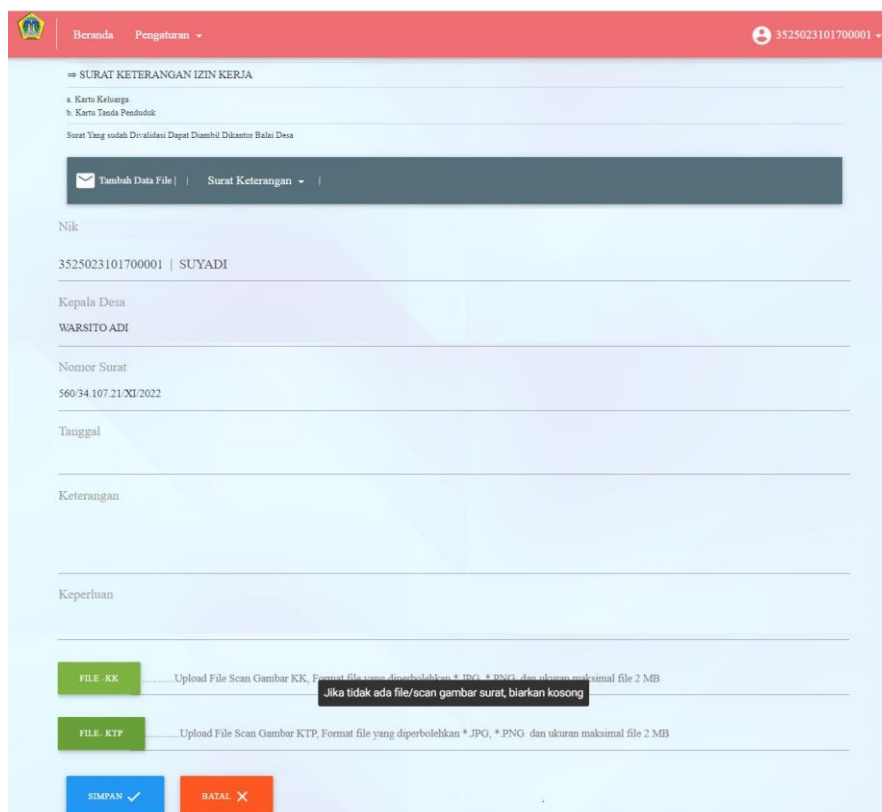 Beranda Pengaturan
3525023101700001
⇒ SURAT KETERANGAN IZIN KERJA
a. Kartu Keluarga
b. Kartu Tanda Penduduk
Surat Yang sudah Divalidasi Dapat Diambil Dikantor Balai Desa
Tambah Data File | | Surat Keterangan |
Nik
3525023101700001 | SUYADI
Kepala Desa
WARSITO ADI
Nomor Surat
560/34.107.21/XI/2022
Tanggal
Keterangan
Keperluan
FILE -KK ............Upload File Scan Gambar KK, Format file yang diperbolehkan *.JPG, *.PNG dan ukuran maksimal file 2 MB
Jika tidak ada file/scan gambar surat, biarkan kosong
FILE- KTP ............Upload File Scan Gambar KTP, Format file yang diperbolehkan *.JPG, *.PNG dan ukuran maksimal file 2 MB
SIMPAN BATAL